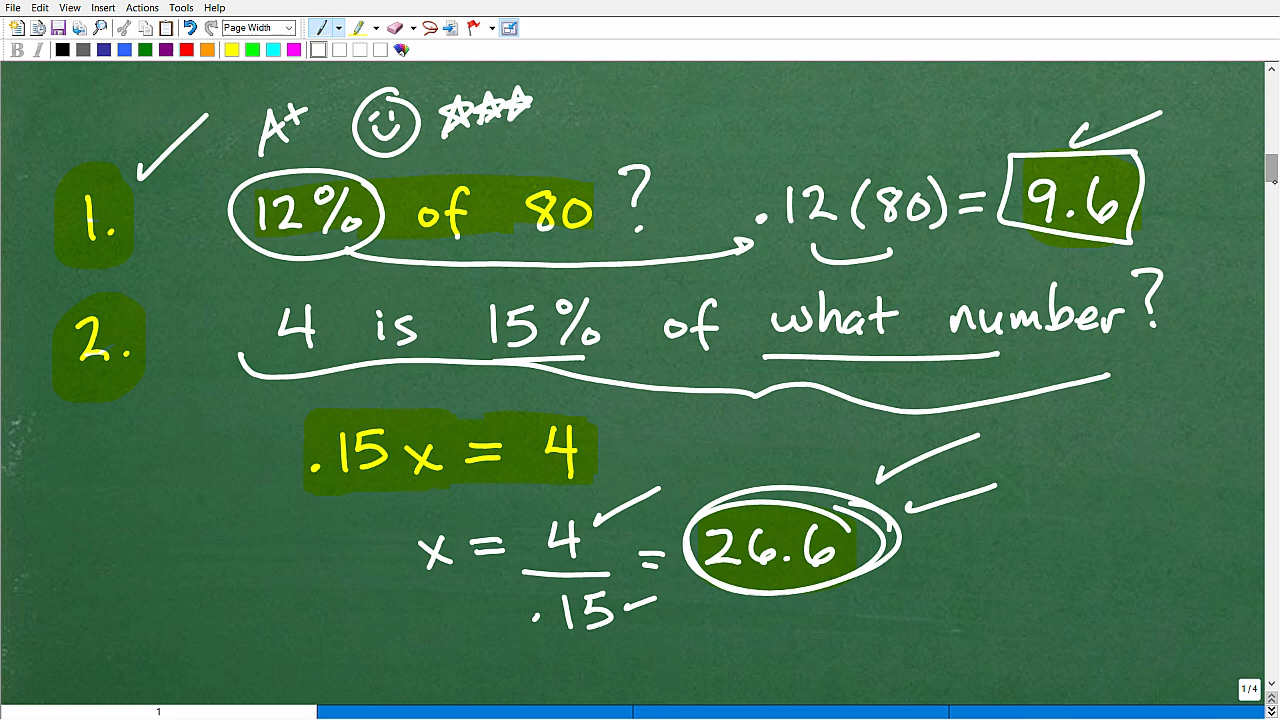 File Edit View Insert Actions Tools Help
Page Width
B I
A+
1. 12% of 80 ? .12(80)= 9.6
2. 4 is 15% of what number?
.15x = 4
x = 4/.15 = 26.6
1/4
1